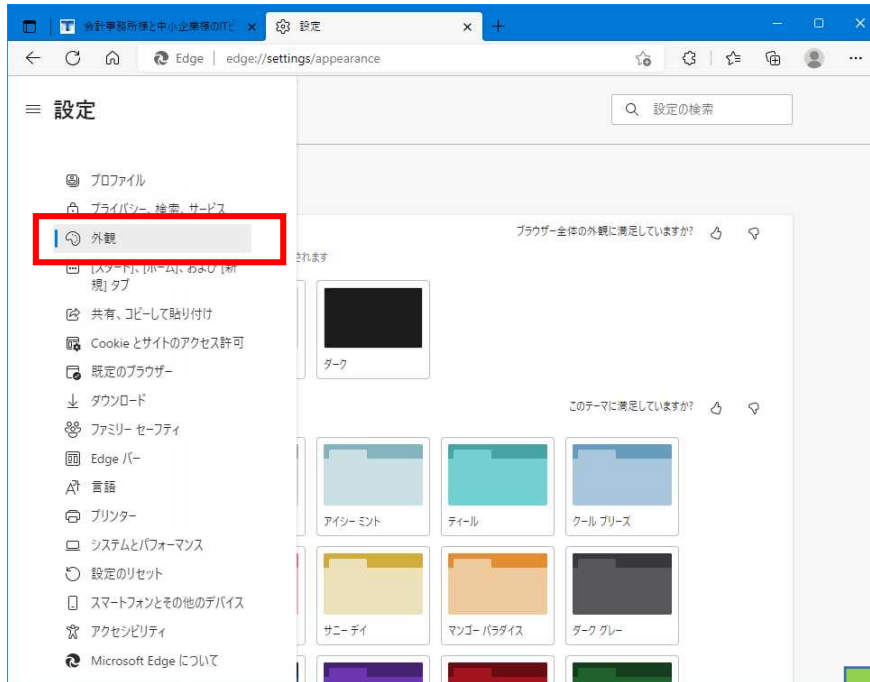 会計事務所様と中小企業様のITビ
設定
Edge
edge://settings/appearance
設定
設定の検索
プロファイル
プライバシー、検索、サービス
外観
[スタート]、[ホーム]、および [新
規] タブ
共有、コピーして貼り付け
Cookie とサイトのアクセス許可
既定のブラウザー
ダウンロード
ファミリー セーフティ
Edge バー
言語
プリンター
システムとパフォーマンス
設定のリセット
スマートフォンとその他のデバイス
アクセシビリティ
Microsoft Edge について
ブラウザー全体の外観に満足していますか?
されます
ダーク
このテーマに満足していますか?
アイシー ミント
ティール
クール ブリーズ
サニー デイ
マンゴー パラダイス
ダーク グレー